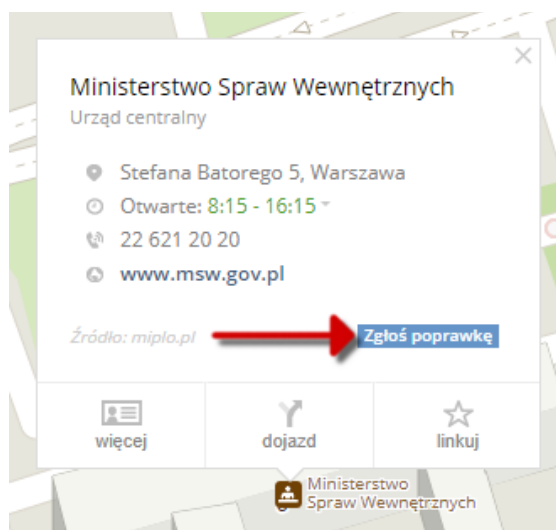 Ministerstwo Spraw Wewnętrznych
Urząd centralny
Stefana Batorego 5, Warszawa
Otwarte: 8:15 - 16:15
22 621 20 20
www.msw.gov.pl
Źródło: miplo.pl
Zgłoś poprawkę
więcej
dojazd
linkuj
Ministerstwo
Spraw Wewnętrznych